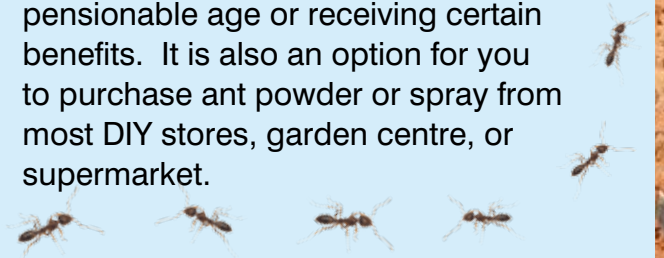 pensionable age or receiving certain
benefits.  It is also an option for you
to purchase ant powder or spray from
most DIY stores, garden centre, or
supermarket.